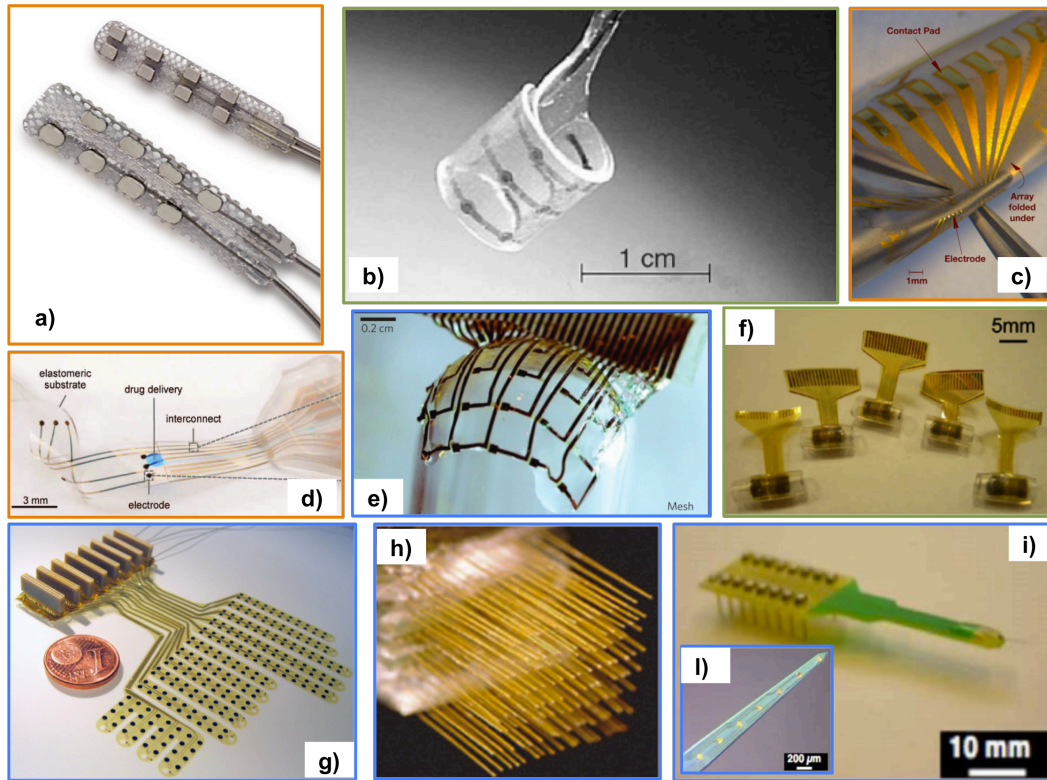 a)
b)
1 cm
Contact Pad
Array
folded
under
Electrode
1mm
c)
elastomeric
substrate
drug delivery
interconnect
electrode
3 mm
d)
0.2 cm
e)
Mesh
f)
5mm
g)
1
h)
i)
10 mm
l)
200 µm